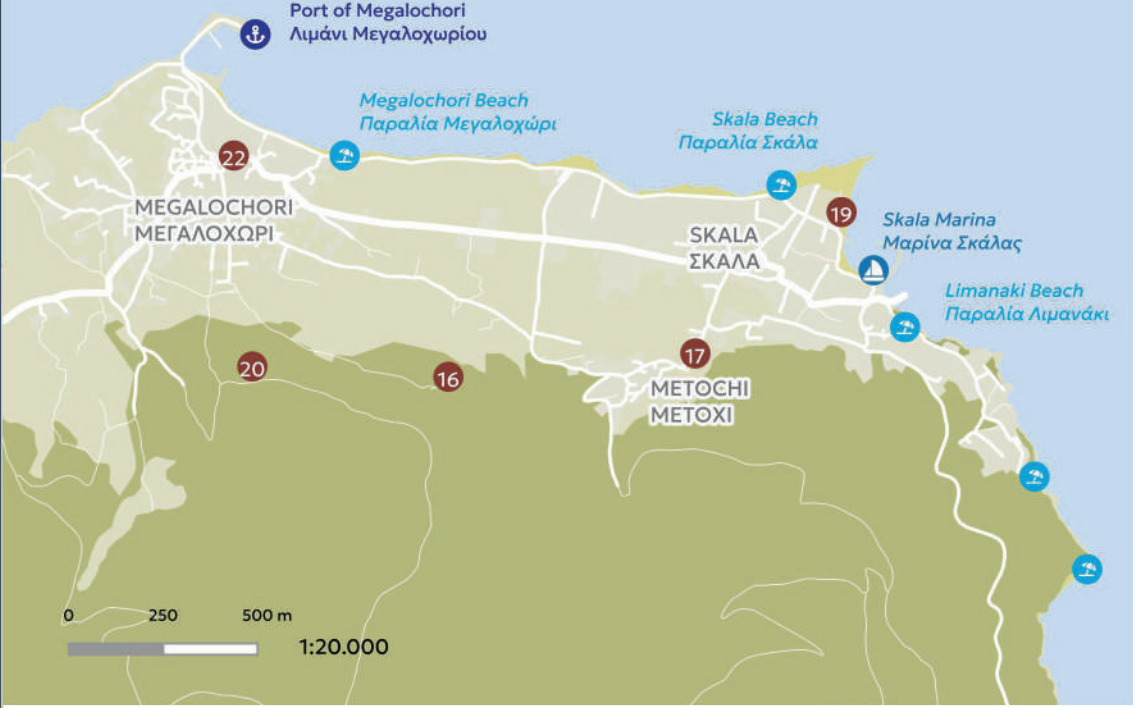 Port of Megalochori
Λιμάνι Μεγαλοχωρίου
Megalochori Beach
Παραλία Μεγαλοχώρι
Skala Beach
Παραλία Σκάλα
22
19
MEGALOCHORI
ΜΕΓΑΛΟΧΩΡΙ
SKALA
ΣΚΑΛΑ
Skala Marina
Μαρίνα Σκάλας
Limanaki Beach
Παραλία Λιμανάκι
20
16
17
METOCHI
ΜΕΤΟΧΙ
0 250 500 m
1:20.000